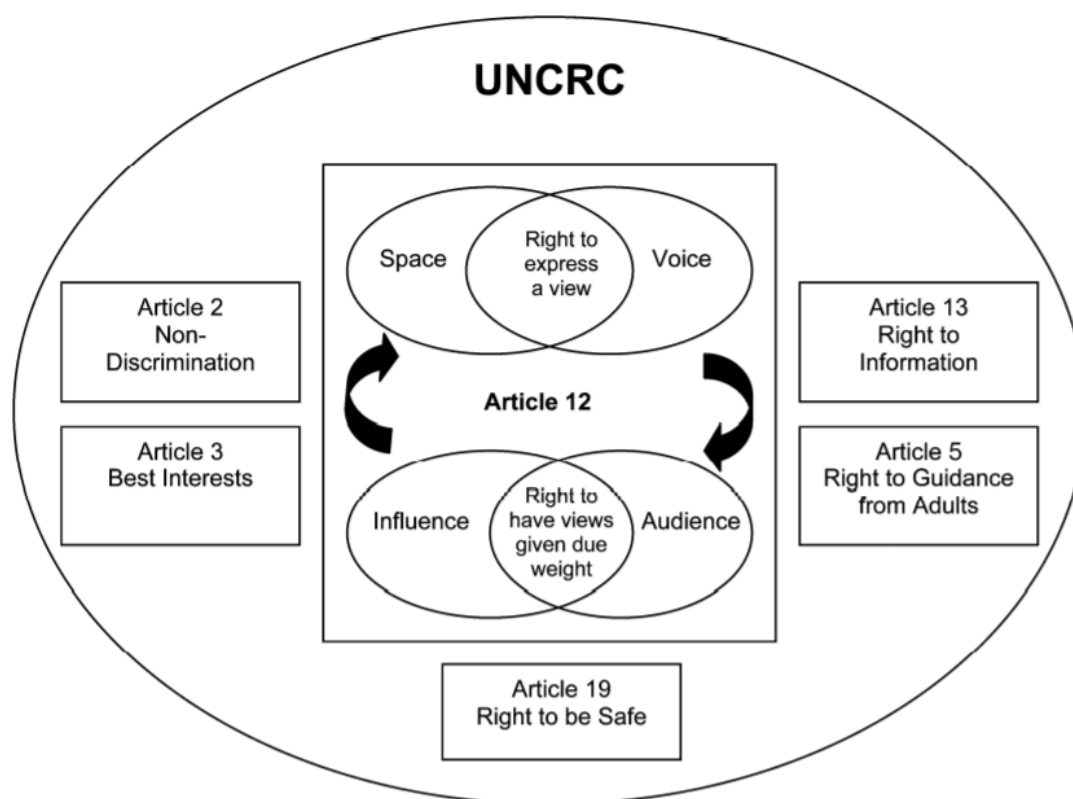 UNCRC
Space
Right to
express
a view
Voice
Article 2
Non-
Discrimination
Article 13
Right to
Information
Article 12
Article 3
Best Interests
Article 5
Right to Guidance
from Adults
Influence
Right to
have views
given due
weight
Audience
Article 19
Right to be Safe